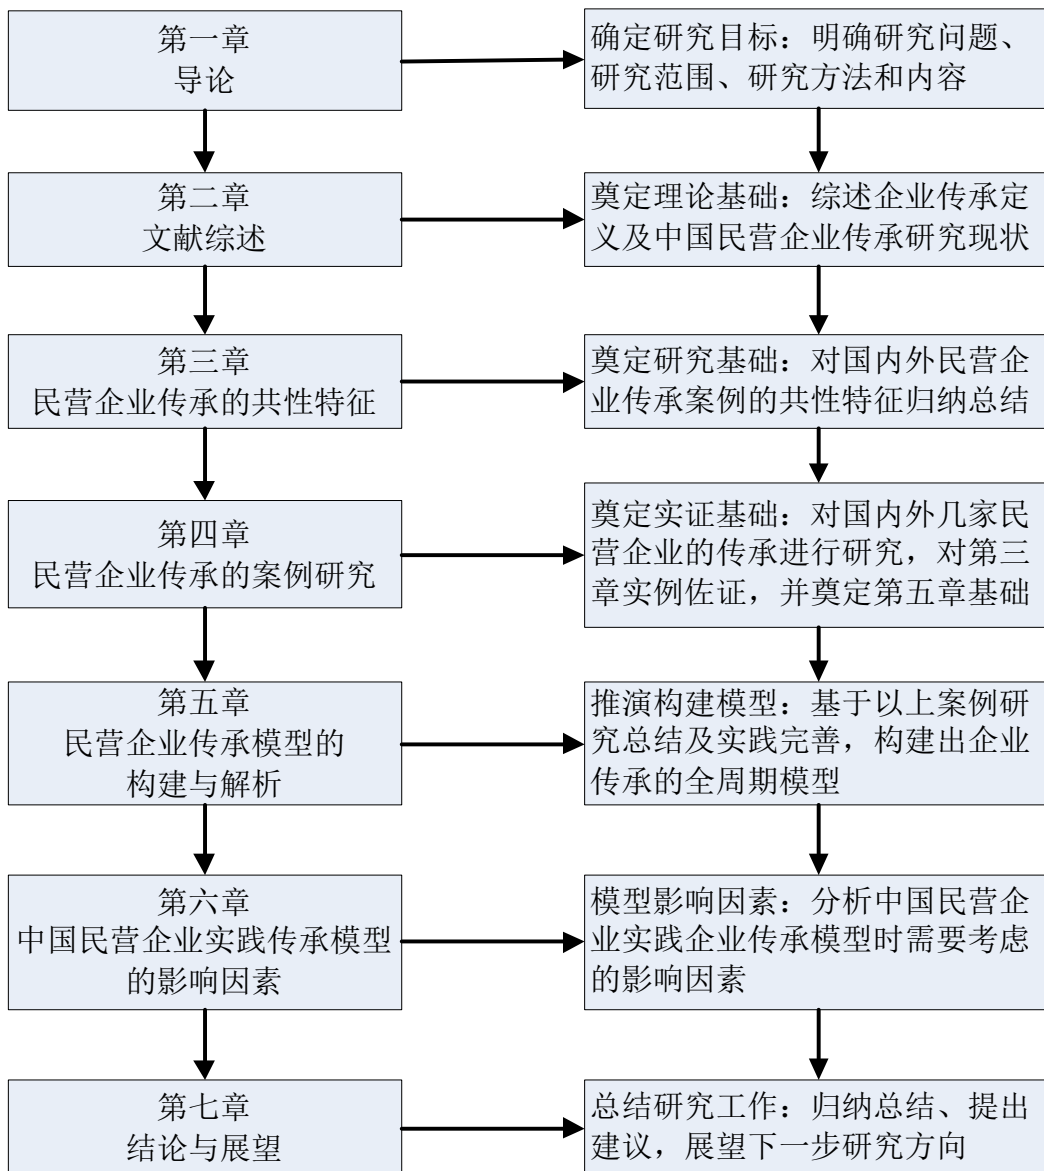 第一章
导论
确定研究目标：明确研究问题、
研究范围、研究方法和内容
第二章
文献综述
奠定理论基础：综述企业传承定
义及中国民营企业传承研究现状
第三章
民营企业传承的共性特征
奠定研究基础：对国内外民营企
业传承案例的共性特征归纳总结
第四章
民营企业传承的案例研究
奠定实证基础：对国内外几家民
营企业的传承进行研究，对第三
章实例佐证，并奠定第五章基础
第五章
民营企业传承模型的
构建与解析
推演构建模型：基于以上案例研
究总结及实践完善，构建出企业
传承的全周期模型
第六章
中国民营企业实践传承模型
的影响因素
模型影响因素：分析中国民营企
业实践企业传承模型时需要考虑
的影响因素
第七章
结论与展望
总结研究工作：归纳总结、提出
建议，展望下一步研究方向